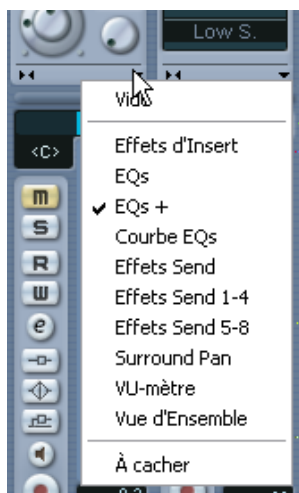 Low S.
Vide
<C>
Effets d'Insert
EQs
m
EQs +
S
Courbe EQs
R
Effets Send
W
Effets Send 1-4
e
Effets Send 5-8
Surround Pan
VU-mètre
Vue d'Ensemble
À cacher